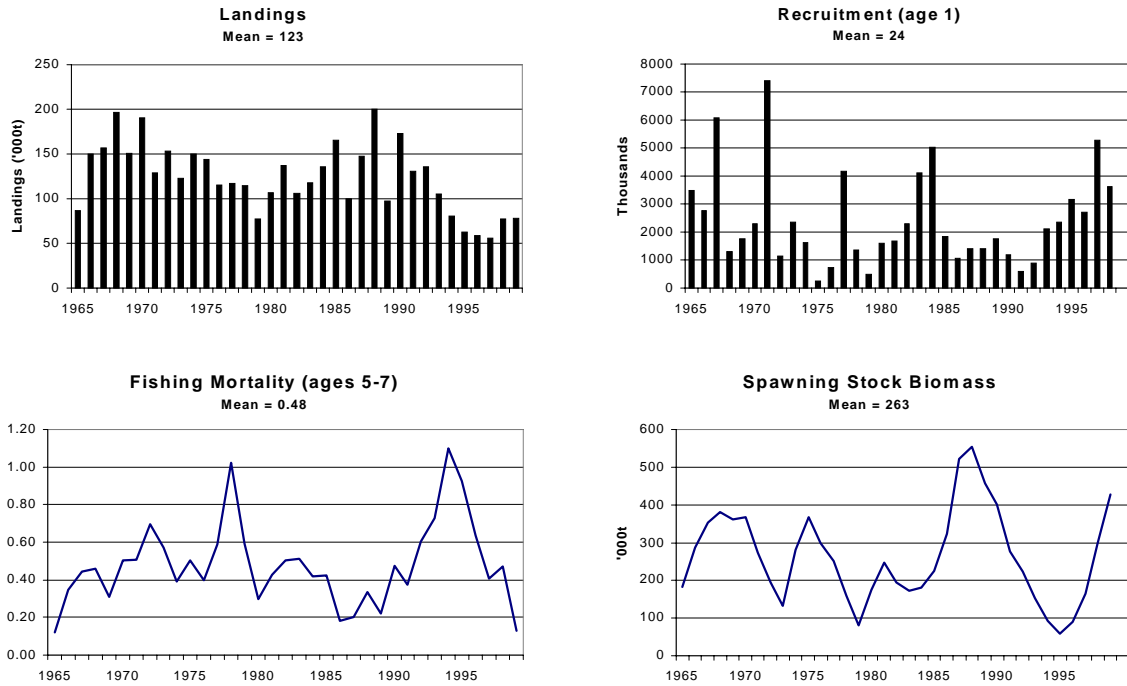 Landings
Mean = 123
Landings ('000t)
250
200
150
100
50
0
1965 1970 1975 1980 1985 1990 1995
Recruitment (age 1)
Mean = 24
Thousands
8000
7000
6000
5000
4000
3000
2000
1000
0
1965 1970 1975 1980 1985 1990 1995
Fishing Mortality (ages 5-7)
Mean = 0.48
1.20
1.00
0.80
0.60
0.40
0.20
0.00
1965 1970 1975 1980 1985 1990 1995
Spawning Stock Biomass
Mean = 263
'000t
600
500
400
300
200
100
0
1965 1970 1975 1980 1985 1990 1995